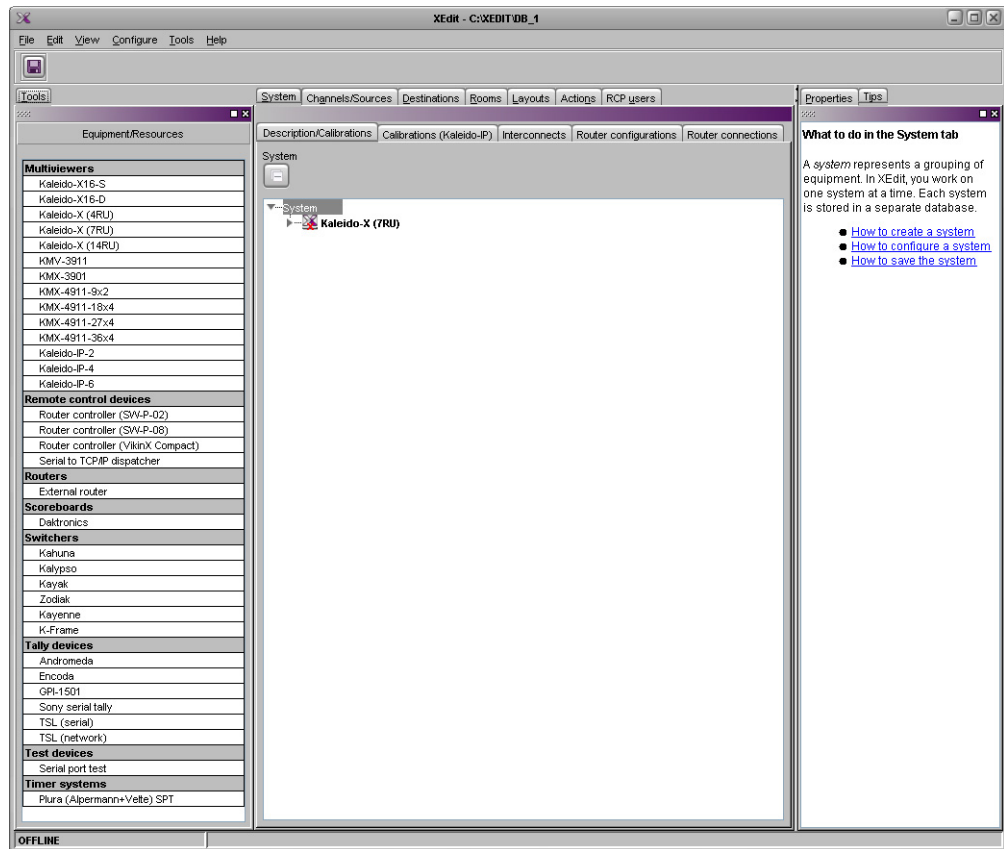 XEdit - C:\XEDIT\DB_1
File Edit View Configure Tools Help
Tools
Equipment/Resources
Multiviewers
Kaleido-X16-S
Kaleido-X16-D
Kaleido-X (4RU)
Kaleido-X (7RU)
Kaleido-X (14RU)
KMV-3911
KMX-3901
KMX-4911-9x2
KMX-4911-18x4
KMX-4911-27x4
KMX-4911-36x4
Kaleido-IP-2
Kaleido-IP-4
Kaleido-IP-6
Remote control devices
Router controller (SW-P-02)
Router controller (SW-P-08)
Router controller (VikinX Compact)
Serial to TCP/IP dispatcher
Routers
External router
Scoreboards
Daktronics
Switchers
Kahuna
Kalypso
Kayak
Zodiak
Kayenne
K-Frame
Tally devices
Andromeda
Encoda
GPI-1501
Sony serial tally
TSL (serial)
TSL (network)
Test devices
Serial port test
Timer systems
Plura (Alpermann+Velte) SPT
System Channels/Sources Destinations Rooms Layouts Actions RCP users
Description/Calibrations Calibrations (Kaleido-IP) Interconnects Router configurations Router connections
System
System
Kaleido-X (7RU)
Properties Tips
What to do in the System tab
A system represents a grouping of
equipment. In XEdit, you work on
one system at a time. Each system
is stored in a separate database.
How to create a system
How to configure a system
How to save the system
OFFLINE